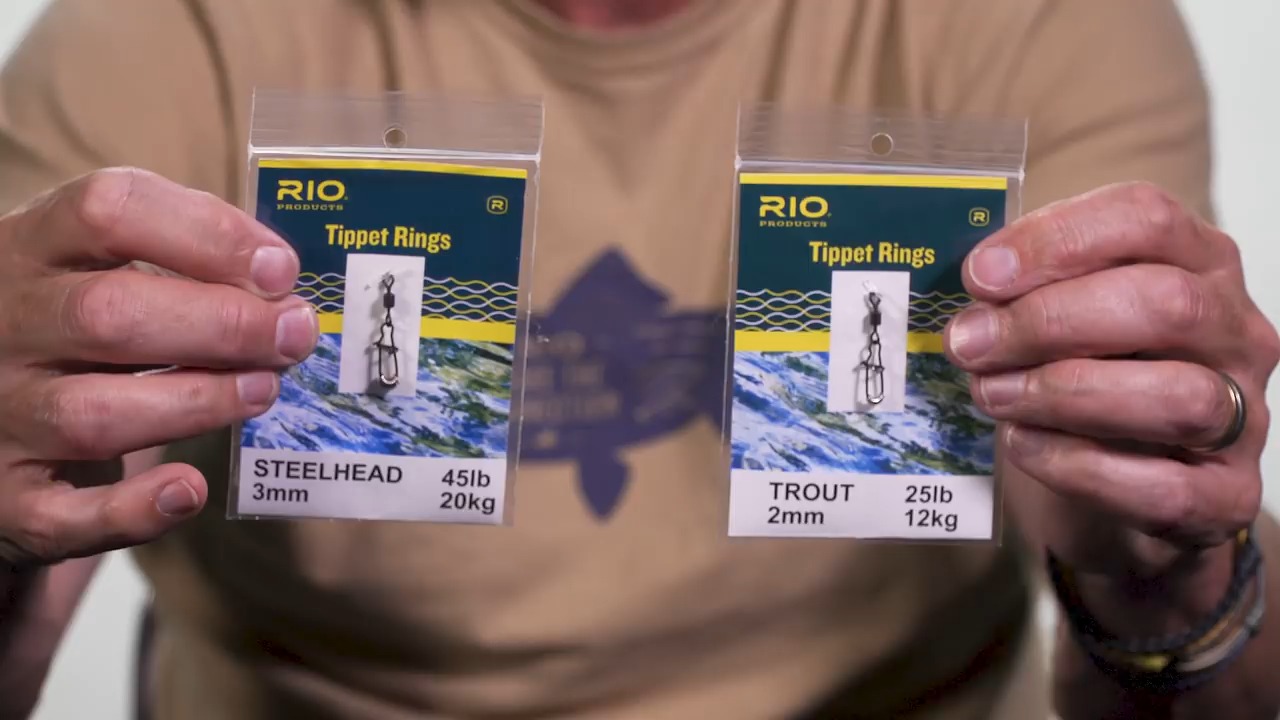 RIO
PRODUCTS
R
Tippet Rings
STEELHEAD 45lb
3mm 20kg
RIO
PRODUCTS
R
Tippet Rings
TROUT 25lb
2mm 12kg